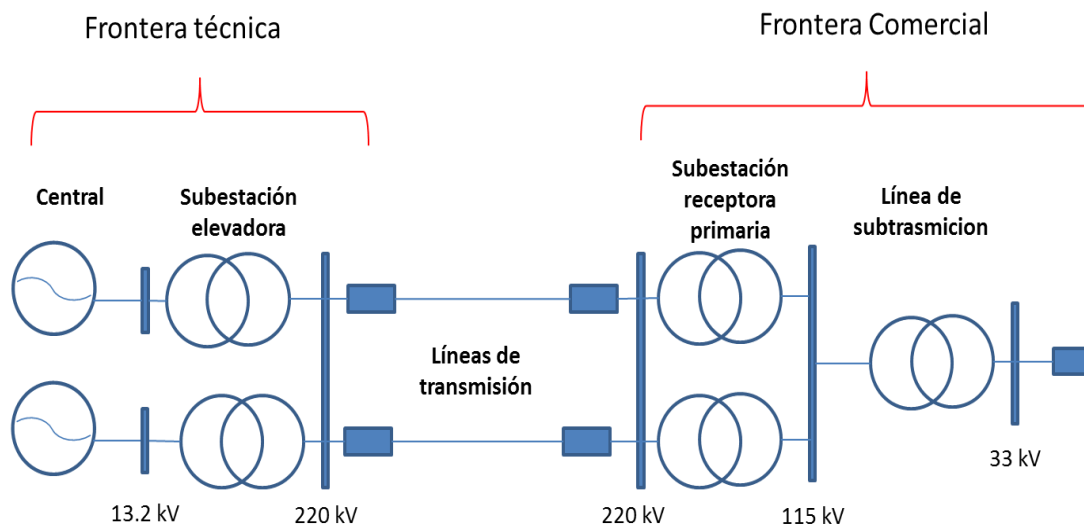 Frontera técnica
Frontera Comercial
Central
Subestación
elevadora
Subestación
receptora
primaria
Línea de
subtrasmicion
Líneas de
transmisión
13.2 kV
220 kV
220 kV
115 kV
33 kV